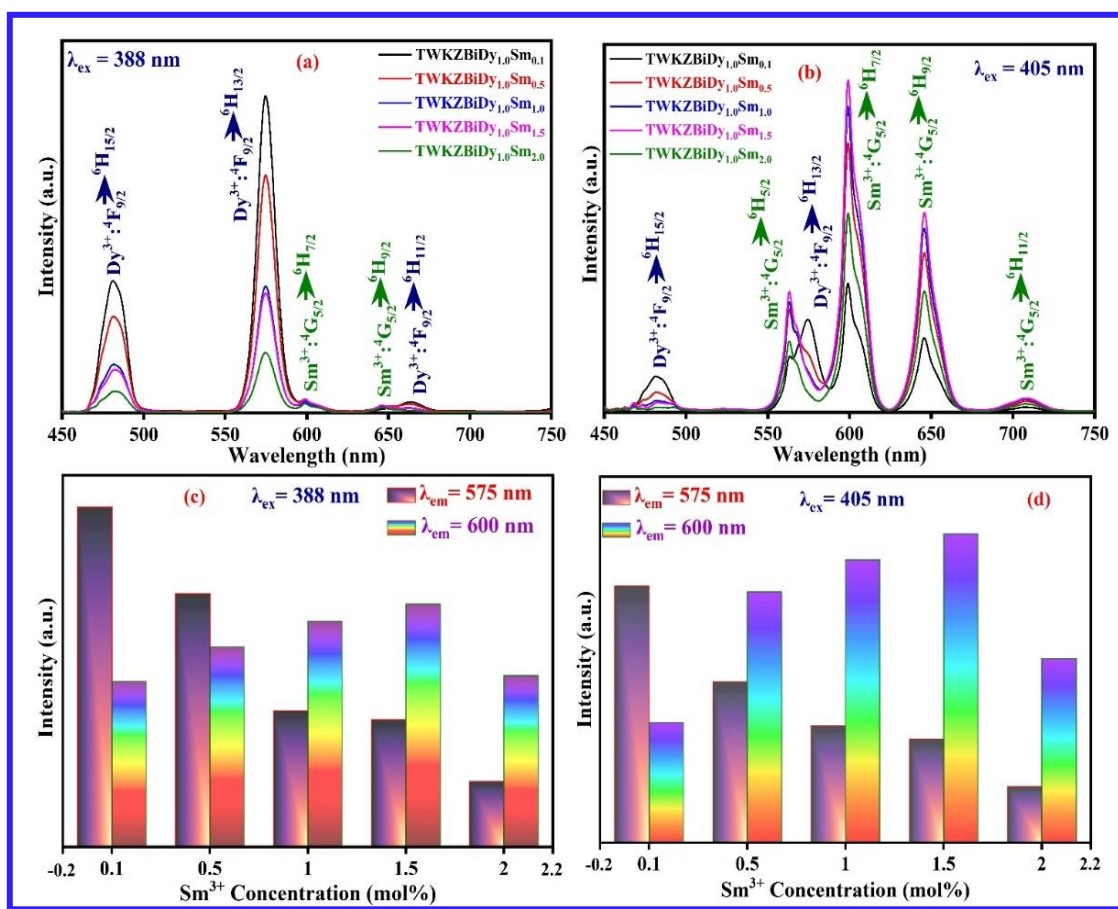 λex = 388 nm
(a)
TWKZBiDy1.0Sm0.1
TWKZBiDy1.0Sm0.5
TWKZBiDy1.0Sm1.0
TWKZBiDy1.0Sm1.5
TWKZBiDy1.0Sm2.0
6H15/2
Dy3+:4F9/2
6H13/2
Dy3+:4F9/2
6H7/2
Sm3+:4G5/2
6H9/2
Sm3+:4G5/2
6H11/2
Dy3+:4F9/2
Intensity (a.u.)
450 500 550 600 650 700 750
Wavelength (nm)
TWKZBiDy1.0Sm0.1
TWKZBiDy1.0Sm0.5
TWKZBiDy1.0Sm1.0
TWKZBiDy1.0Sm1.5
TWKZBiDy1.0Sm2.0
(b)
λex = 405 nm
6H15/2
Dy3+:4F9/2
6H5/2
Sm3+:4G5/2
6H13/2
Dy3+:4F9/2
6H7/2
Sm3+:4G5/2
6H9/2
Sm3+:4G5/2
6H11/2
Sm3+:4G5/2
Intensity (a.u.)
450 500 550 600 650 700 750
Wavelength (nm)
(c)
λex= 388 nm
λem= 575 nm
λem= 600 nm
Intensity (a.u.)
-0.2 0.1 0.5 1 1.5 2 2.2
Sm3+ Concentration (mol%)
λem= 575 nm
λem= 600 nm
λex= 405 nm
(d)
Intensity (a.u.)
-0.2 0.1 0.5 1 1.5 2 2.2
Sm3+ Concentration (mol%)